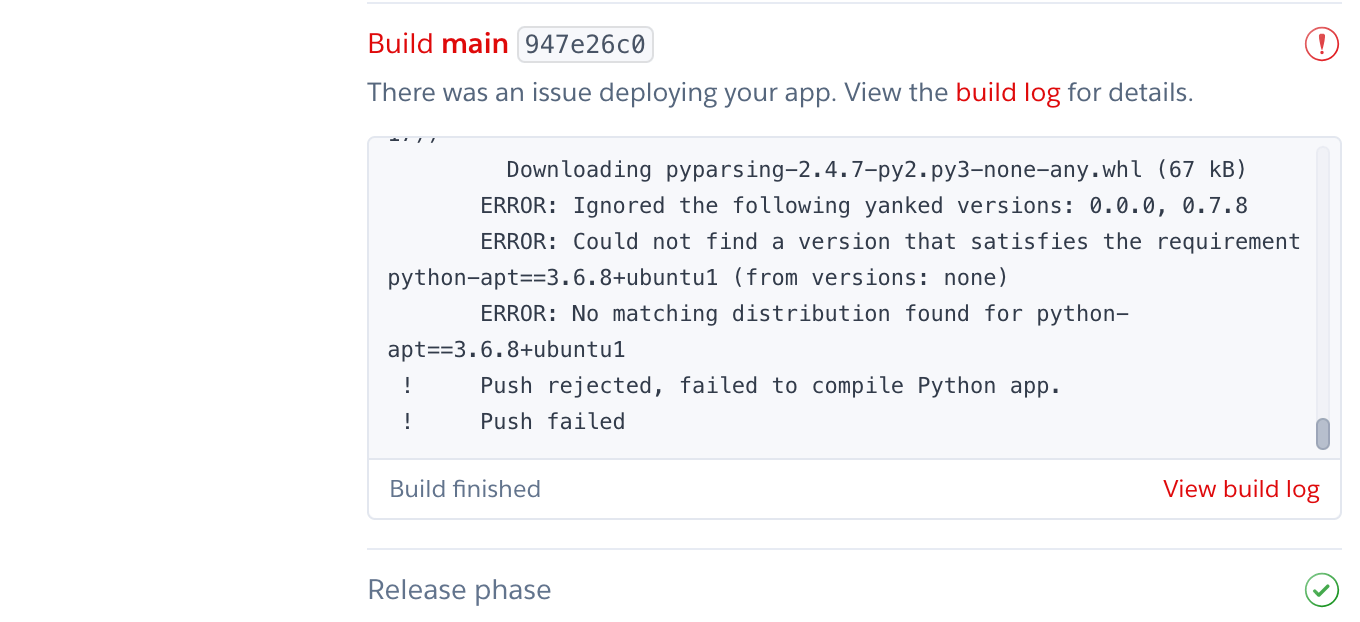 Build main 947e26c0
There was an issue deploying your app. View the build log for details.
Downloading pyparsing-2.4.7-py2.py3-none-any.whl (67 kB)
ERROR: Ignored the following yanked versions: 0.0.0, 0.7.8
ERROR: Could not find a version that satisfies the requirement
python-apt==3.6.8+ubuntu1 (from versions: none)
ERROR: No matching distribution found for python-
apt==3.6.8+ubuntu1
! Push rejected, failed to compile Python app.
! Push failed
Build finished
View build log
Release phase